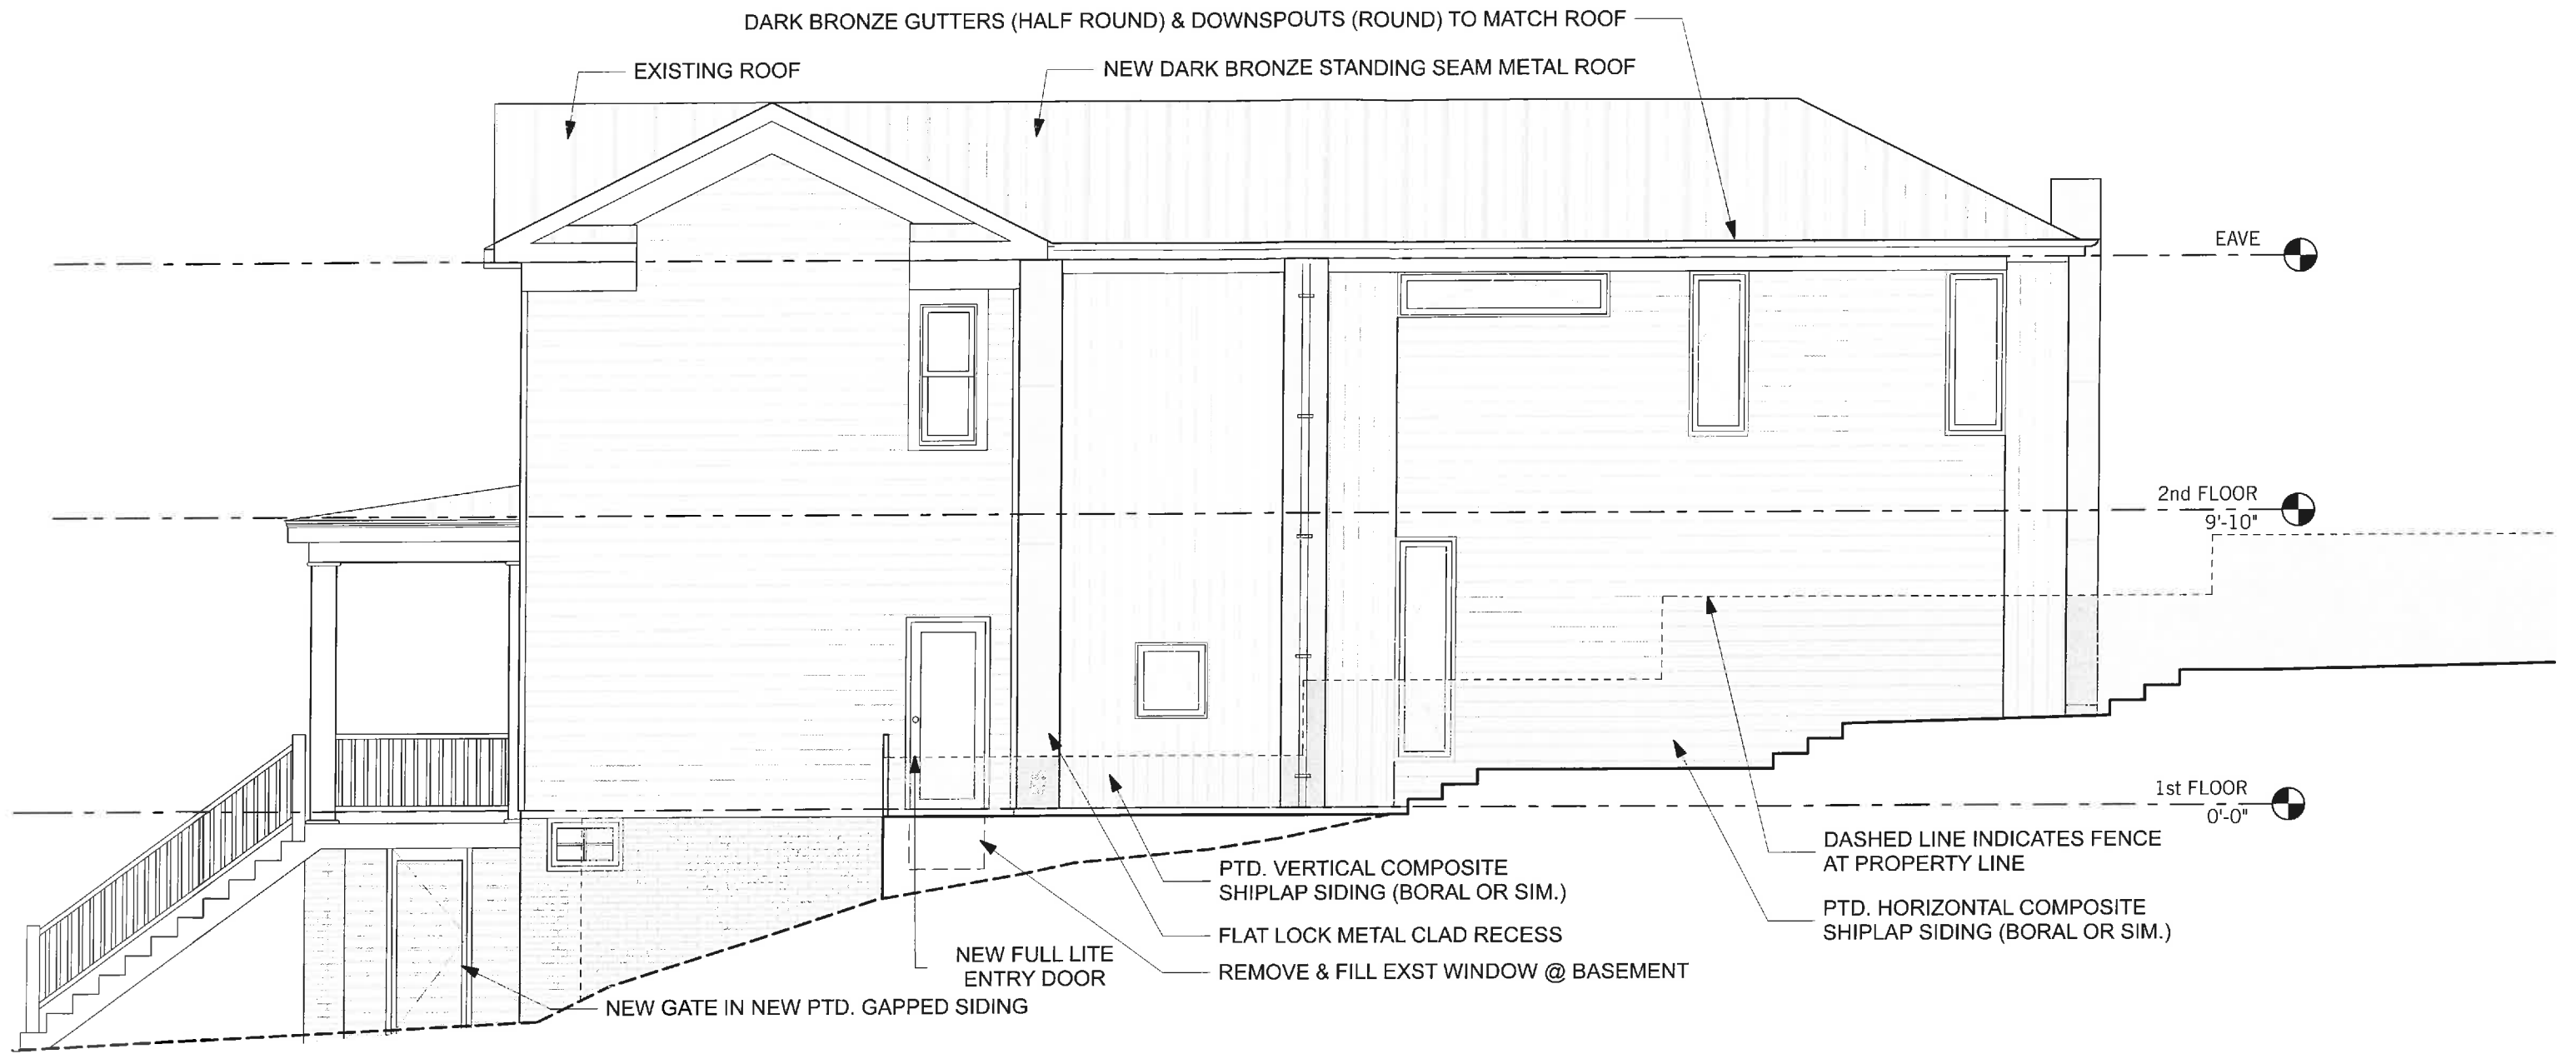 DARK BRONZE GUTTERS (HALF ROUND) & DOWNSPOUTS (ROUND) TO MATCH ROOF
EXISTING ROOF
NEW DARK BRONZE STANDING SEAM METAL ROOF
EAVE
2nd FLOOR
9'-10"
1st FLOOR
0'-0"
DASHED LINE INDICATES FENCE
AT PROPERTY LINE
PTD. VERTICAL COMPOSITE
SHIPLAP SIDING (BORAL OR SIM.)
PTD. HORIZONTAL COMPOSITE
SHIPLAP SIDING (BORAL OR SIM.)
FLAT LOCK METAL CLAD RECESS
NEW FULL LITE
ENTRY DOOR
REMOVE & FILL EXST WINDOW @ BASEMENT
NEW GATE IN NEW PTD. GAPPED SIDING